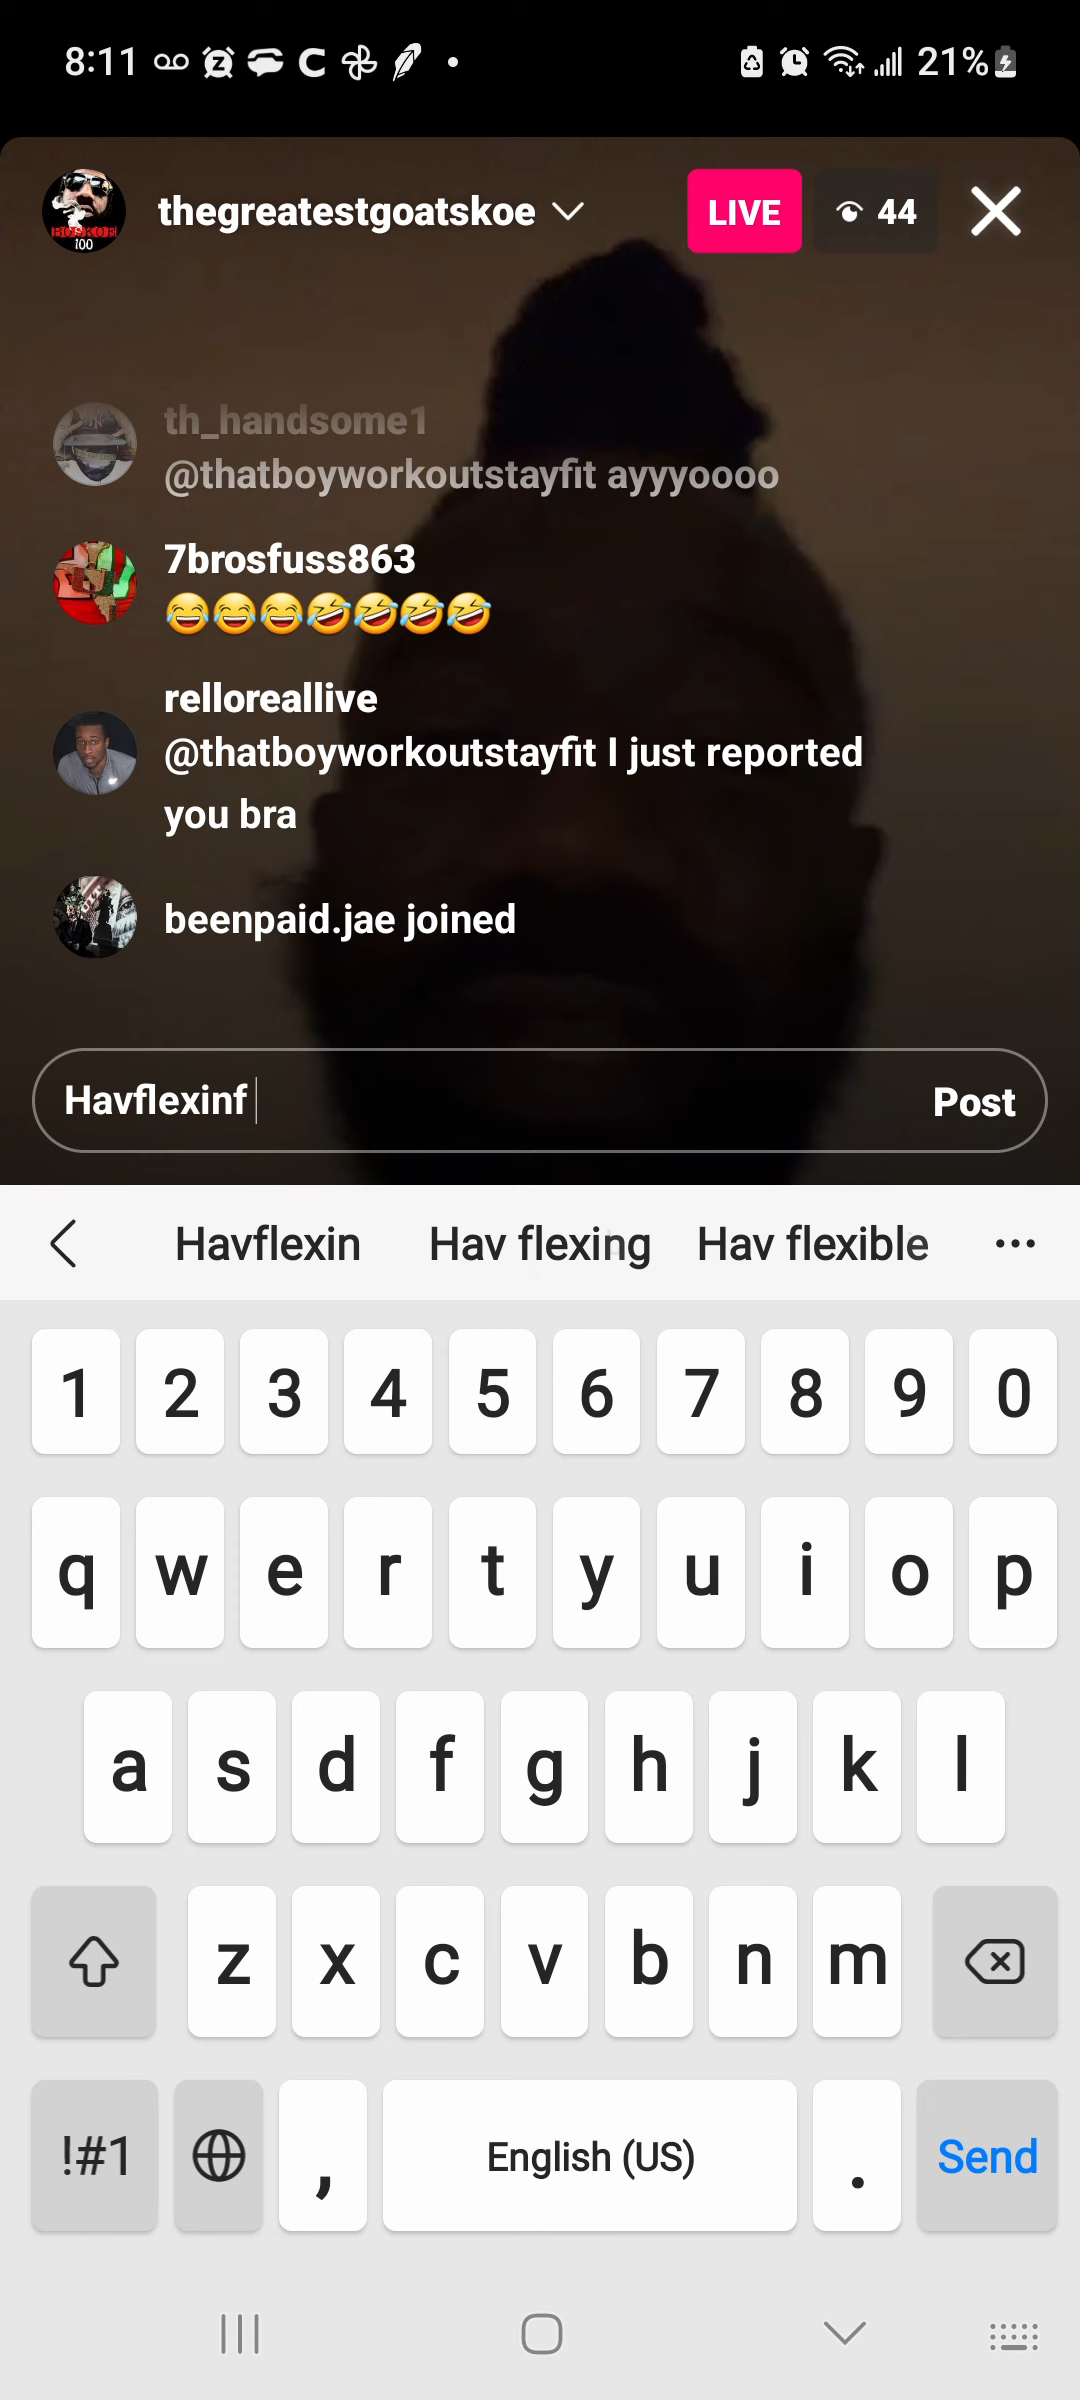 8:11 21%
BOSKOE
100
thegreatestgoatskoe LIVE 44
th_handsome1
@thatboyworkoutstayfit ayyyoooo
7brosfuss863
😂😂😂🤣🤣🤣🤣
relloreallive
@thatboyworkoutstayfit I just reported
you bra
beenpaid.jae joined
Havflexinf Post
Havflexin Hav flexing Hav flexible ...
1 2 3 4 5 6 7 8 9 0
q w e r t y u i o p
a s d f g h j k l
z x c v b n m
!#1 , English (US) . Send